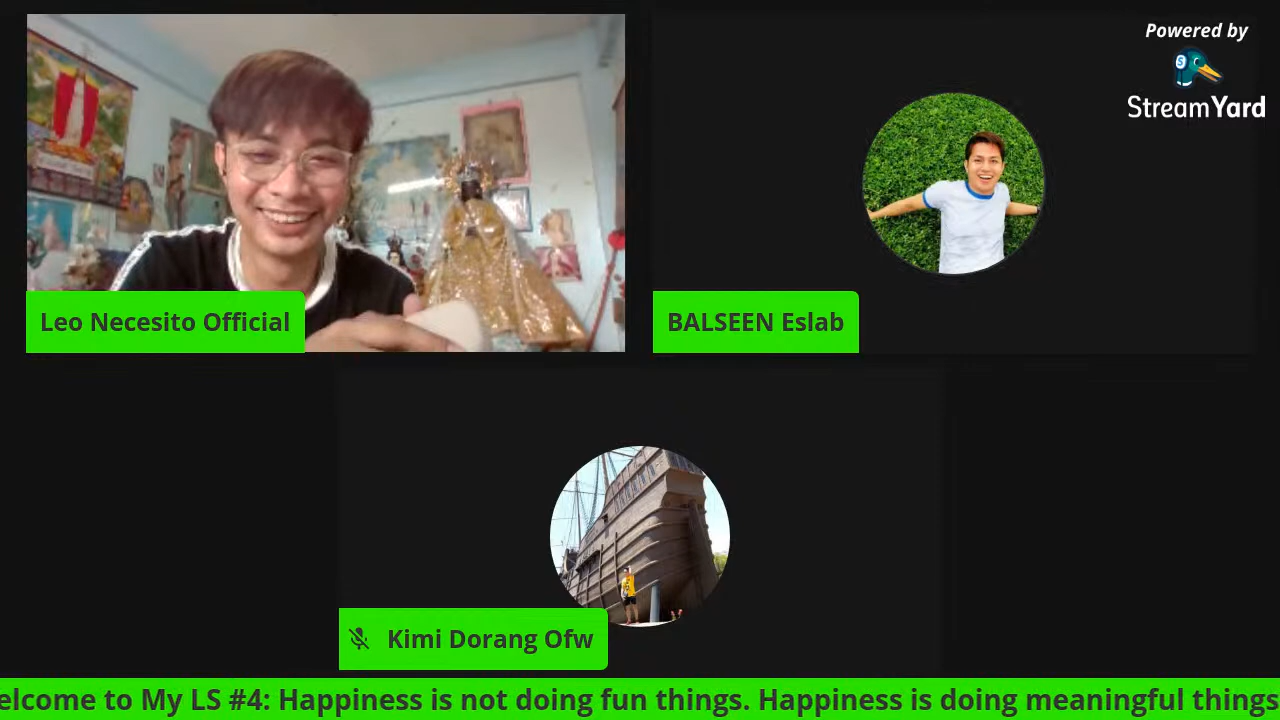 Powered by
StreamYard
Leo Necesito Official
BALSEEN Eslab
Kimi Dorang Ofw
elcome to My LS #4: Happiness is not doing fun things. Happiness is doing meaningful things